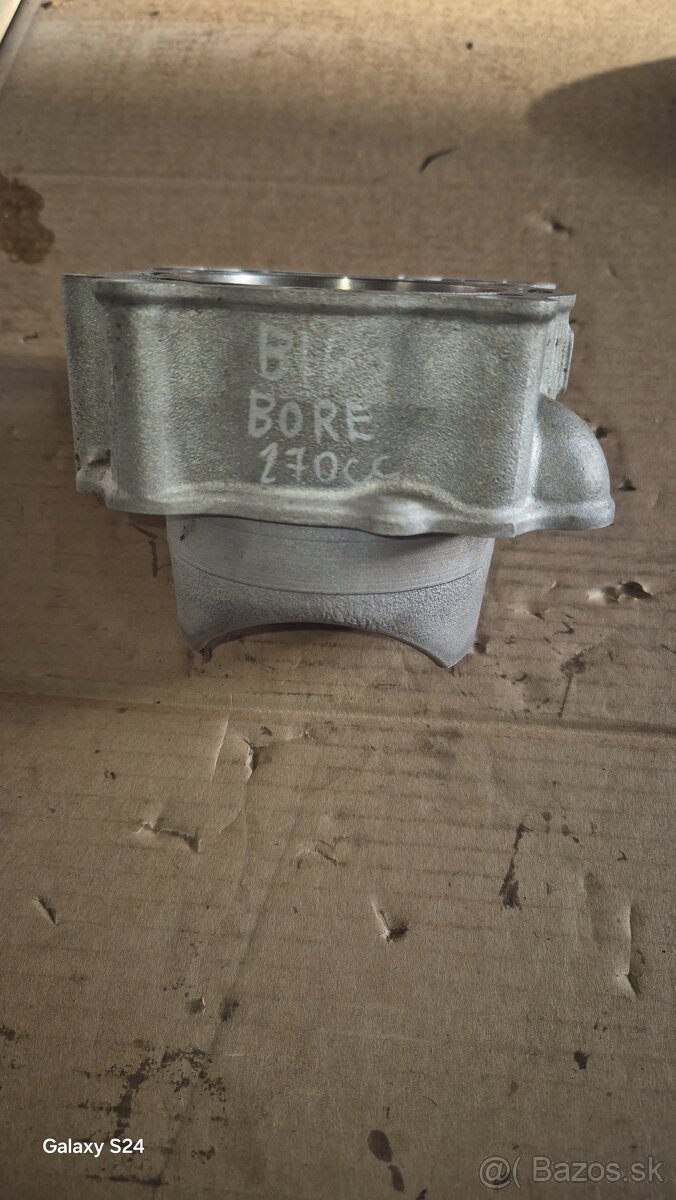 BIG
BORE
270cc
Galaxy S24
@( Bazos.sk